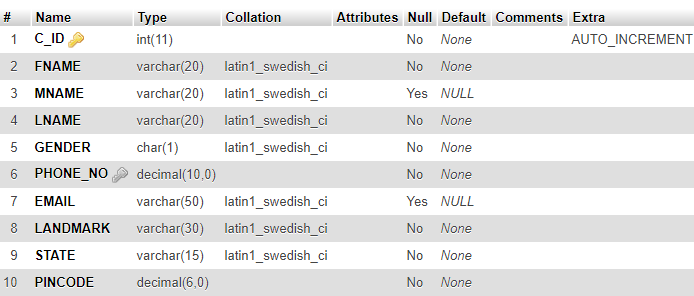 # Name Type Collation Attributes Null Default Comments Extra
1 C_ID int(11) No None AUTO_INCREMENT
2 FNAME varchar(20) latin1_swedish_ci No None
3 MNAME varchar(20) latin1_swedish_ci Yes NULL
4 LNAME varchar(20) latin1_swedish_ci No None
5 GENDER char(1) latin1_swedish_ci No None
6 PHONE_NO decimal(10,0) No None
7 EMAIL varchar(50) latin1_swedish_ci Yes NULL
8 LANDMARK varchar(30) latin1_swedish_ci No None
9 STATE varchar(15) latin1_swedish_ci No None
10 PINCODE decimal(6,0) No None